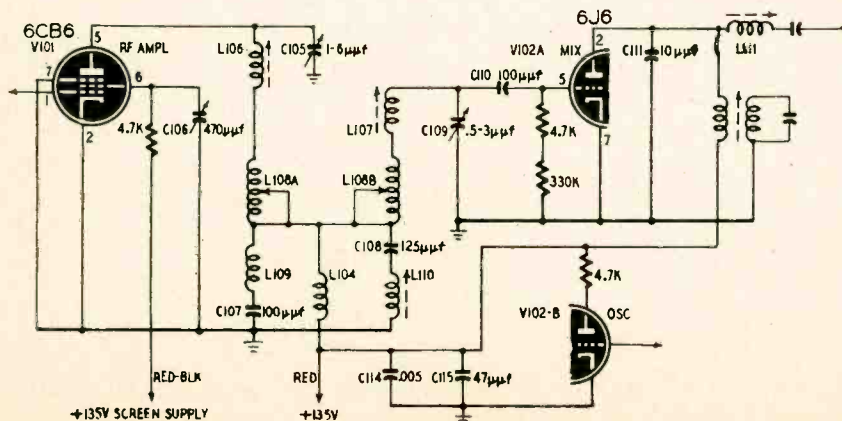 6CB6
V101
5
RF AMPL
7
6
1
2
4.7K
C106
470µµf
L106
C105
1-6µµf
L108A
L109
C107
100µµf
RED-BLK
+135V SCREEN SUPPLY
L104
RED
+135V
L107
L108B
C108
125µµf
L110
C109
.5-3µµf
C110
100µµf
6J6
V102A
MIX
2
5
7
4.7K
330K
C111
10µµf
L111
4.7K
V102-B
OSC
C114
.005
C115
47µµf